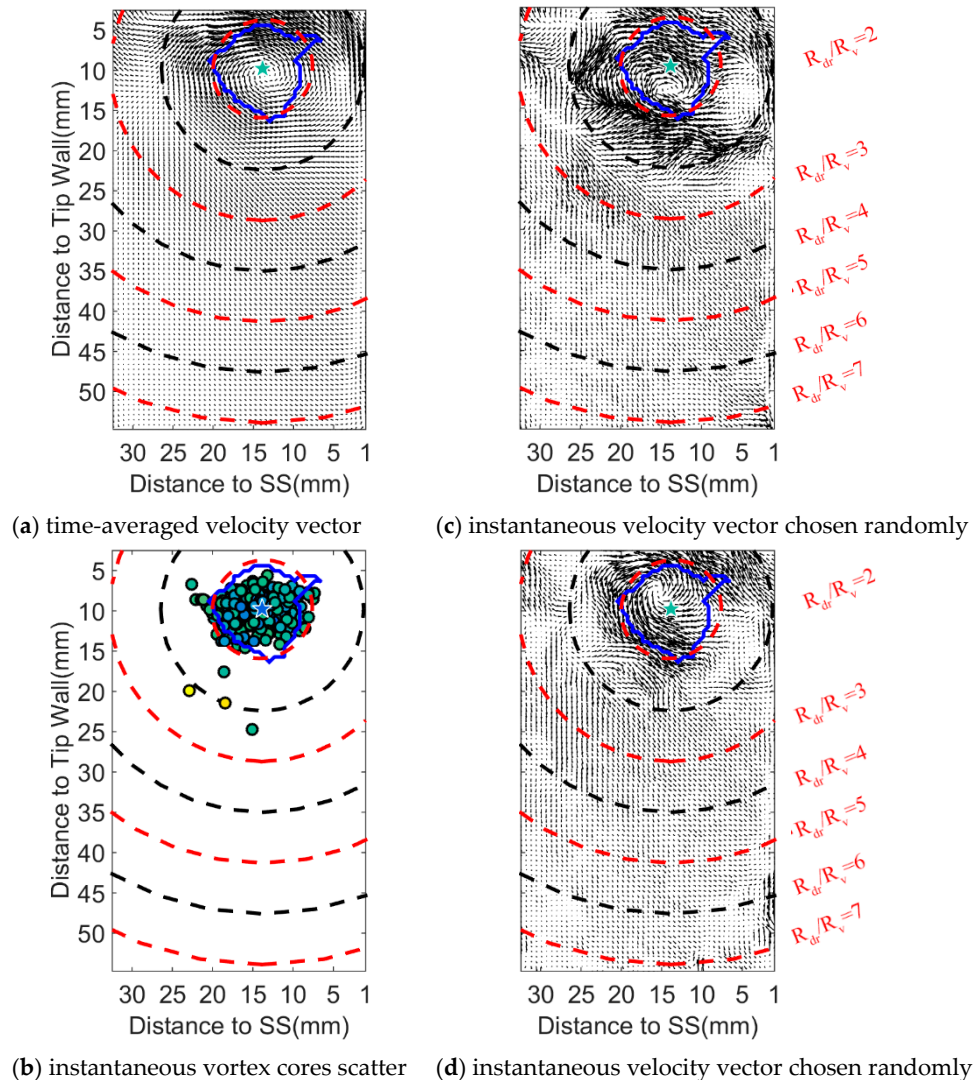 5
10
15
20
25
30
35
40
45
50
Distance to Tip Wall(mm)
30 25 20 15 10 5 1
Distance to SS(mm)
(a) time-averaged velocity vector
R_dr/R_v=2
R_dr/R_v=3
R_dr/R_v=4
R_dr/R_v=5
R_dr/R_v=6
R_dr/R_v=7
30 25 20 15 10 5 1
Distance to SS(mm)
(c) instantaneous velocity vector chosen randomly
5
10
15
20
25
30
35
40
45
50
Distance to Tip Wall(mm)
30 25 20 15 10 5 1
Distance to SS(mm)
(b) instantaneous vortex cores scatter
R_dr/R_v=2
R_dr/R_v=3
R_dr/R_v=4
R_dr/R_v=5
R_dr/R_v=6
R_dr/R_v=7
30 25 20 15 10 5 1
Distance to SS(mm)
(d) instantaneous velocity vector chosen randomly